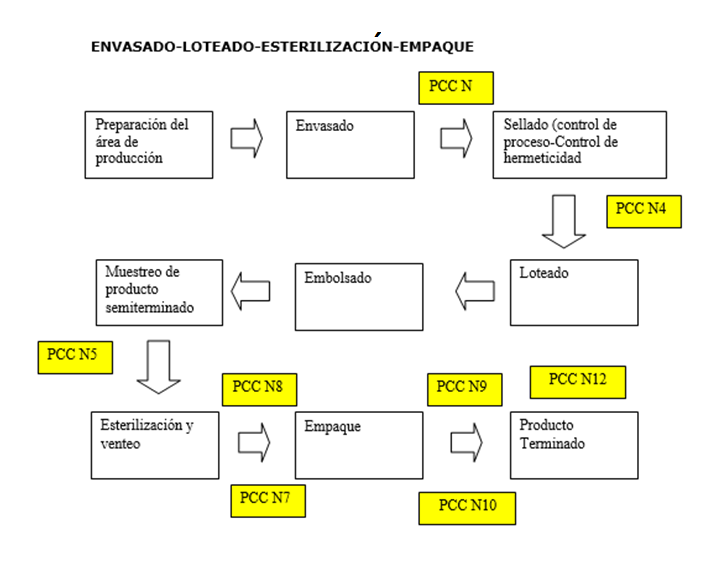 ENVASADO-LOTEADO-ESTERILIZACIÓN-EMPAQUE
PCC N
Preparación del
área de
producción
Envasado
Sellado (control de
proceso-Control de
hermeticidad
PCC N4
Muestreo de
producto
semiterminado
Embolsado
Loteado
PCC N5
PCC N8
PCC N9
PCC N12
Esterilización y
venteo
Empaque
Producto
Terminado
PCC N7
PCC N10